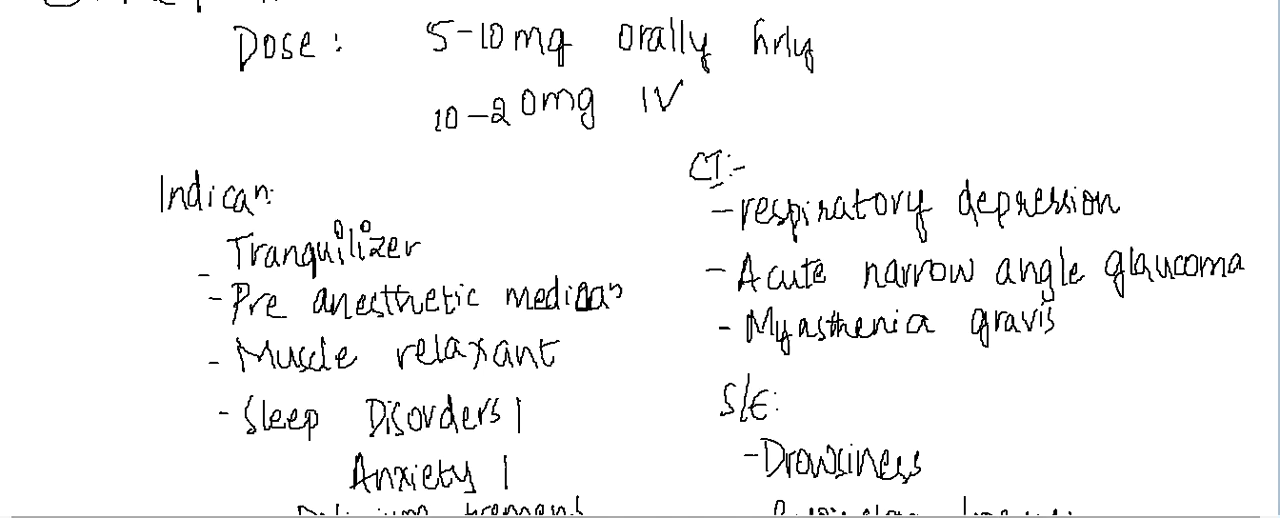 Dose: 5-10mg orally hrly
10-20mg IV
Indican:
- Tranquilizer
- Pre anesthetic
- Muscle relaxant
- Sleep Disorders |
Anxiety |
CI:-
- respiratory depression
- Acute narrow angle glaucoma
- Myasthenia gravis
S/E:
- Drowsiness